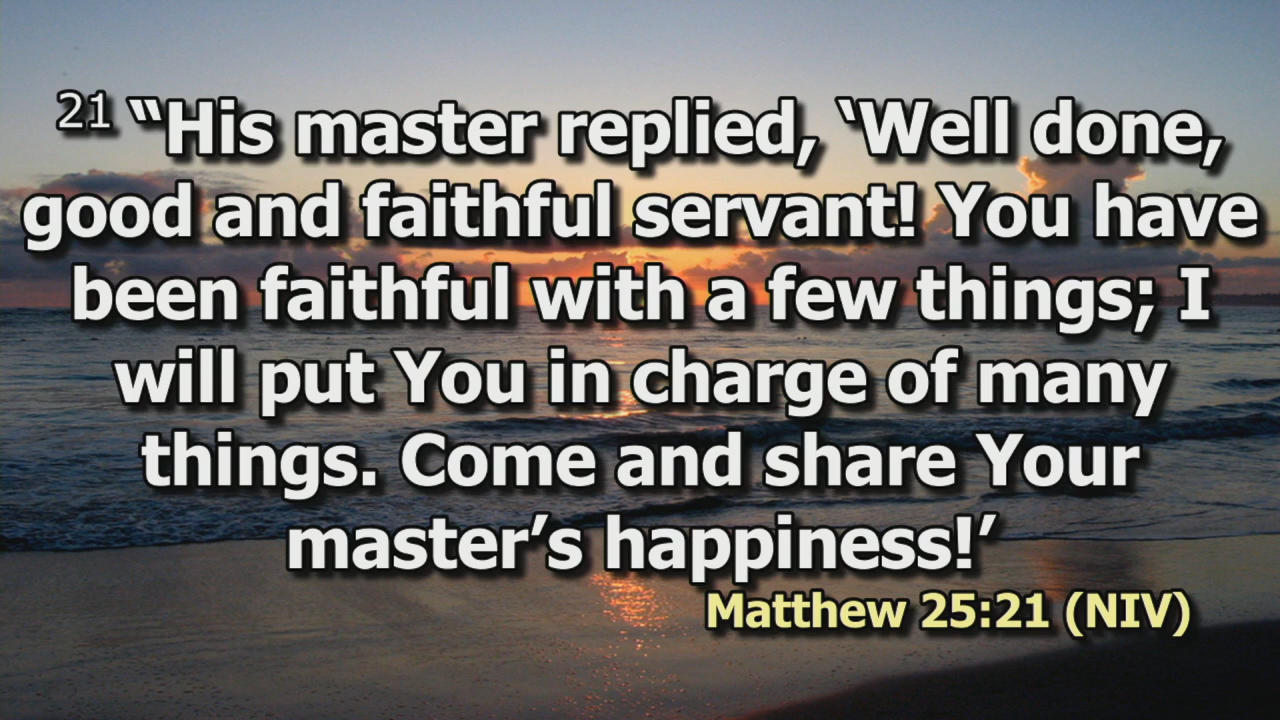 21 “His master replied, ‘Well done,
good and faithful servant! You have
been faithful with a few things; I
will put You in charge of many
things. Come and share Your
master’s happiness!’
Matthew 25:21 (NIV)